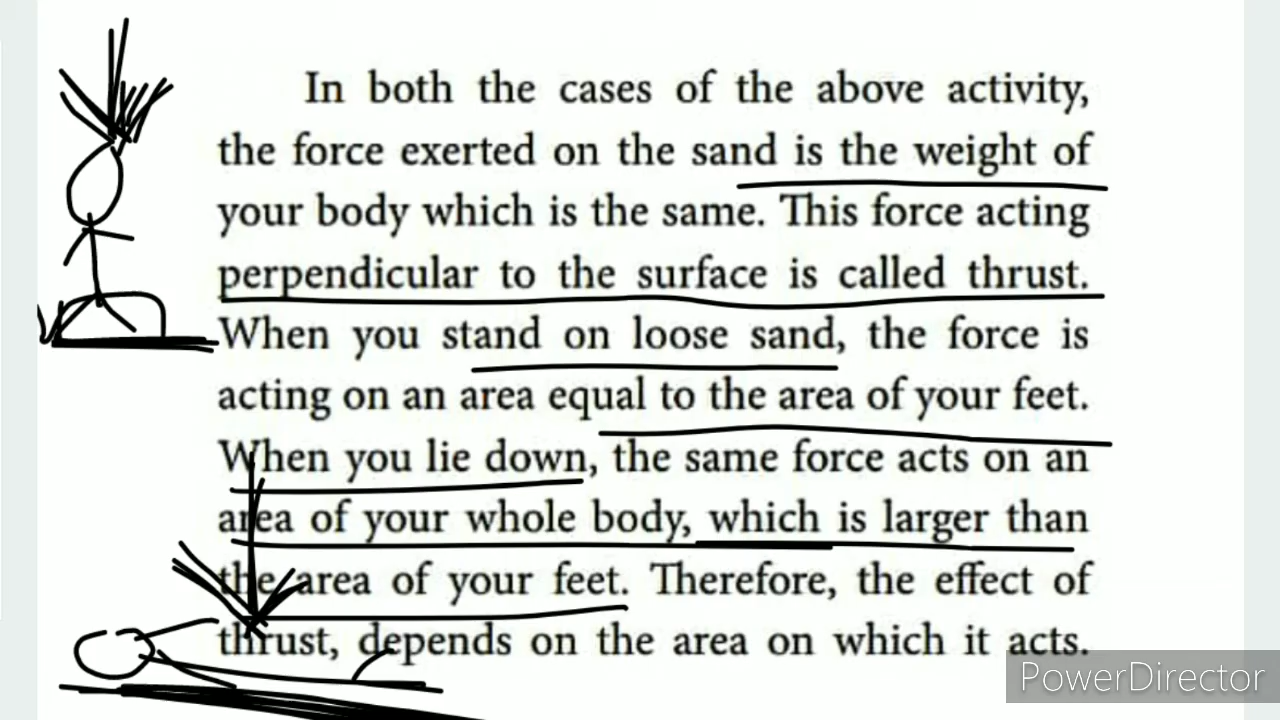 In both the cases of the above activity,
the force exerted on the sand is the weight of
your body which is the same. This force acting
perpendicular to the surface is called thrust.
When you stand on loose sand, the force is
acting on an area equal to the area of your feet.
When you lie down, the same force acts on an
area of your whole body, which is larger than
the area of your feet. Therefore, the effect of
thrust, depends on the area on which it acts.
PowerDirector